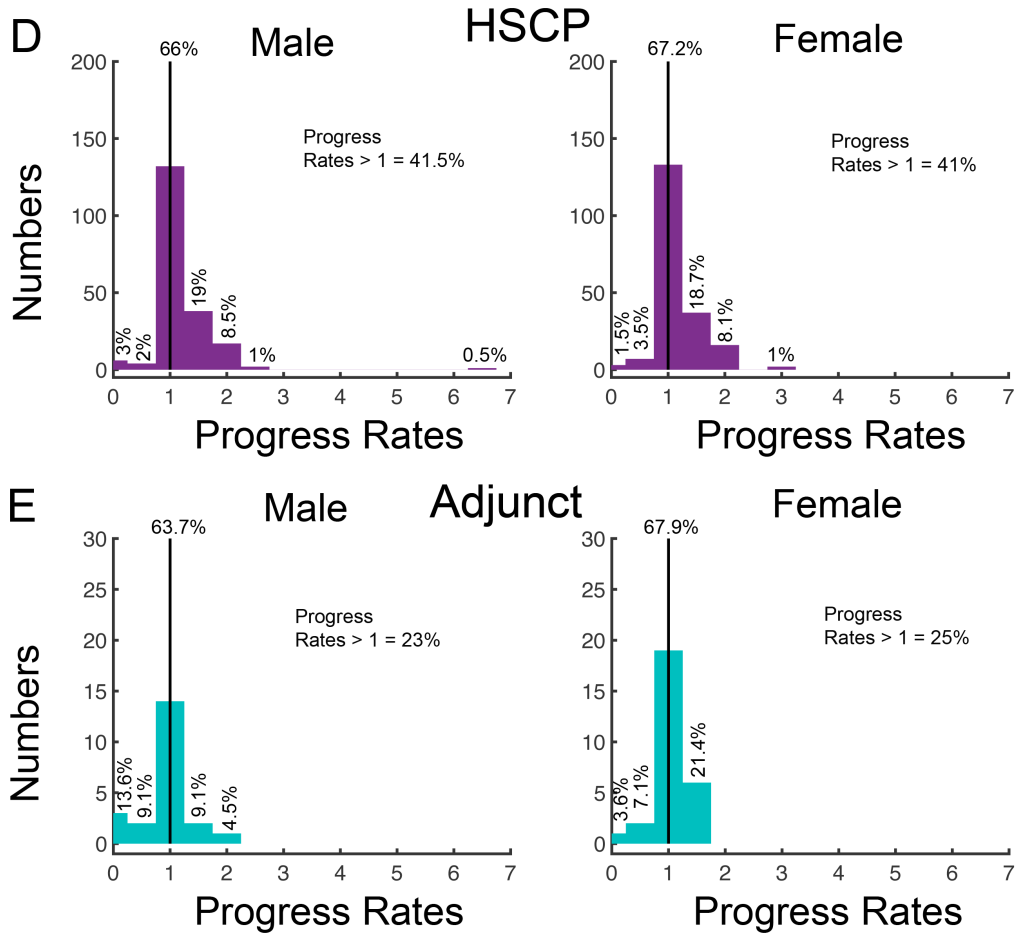 D
HSCP
Male
66%
200
150
100
50
0
Numbers
Progress
Rates > 1 = 41.5%
3%
2%
19%
8.5%
1%
0.5%
0 1 2 3 4 5 6 7
Progress Rates
Female
67.2%
200
150
100
50
0
Progress
Rates > 1 = 41%
1.5%
3.5%
18.7%
8.1%
1%
0 1 2 3 4 5 6 7
Progress Rates
E
Adjunct
Male
63.7%
30
25
20
15
10
5
0
Numbers
Progress
Rates > 1 = 23%
13.6%
9.1%
9.1%
4.5%
0 1 2 3 4 5 6 7
Progress Rates
Female
67.9%
30
25
20
15
10
5
0
Progress
Rates > 1 = 25%
3.6%
7.1%
21.4%
0 1 2 3 4 5 6 7
Progress Rates